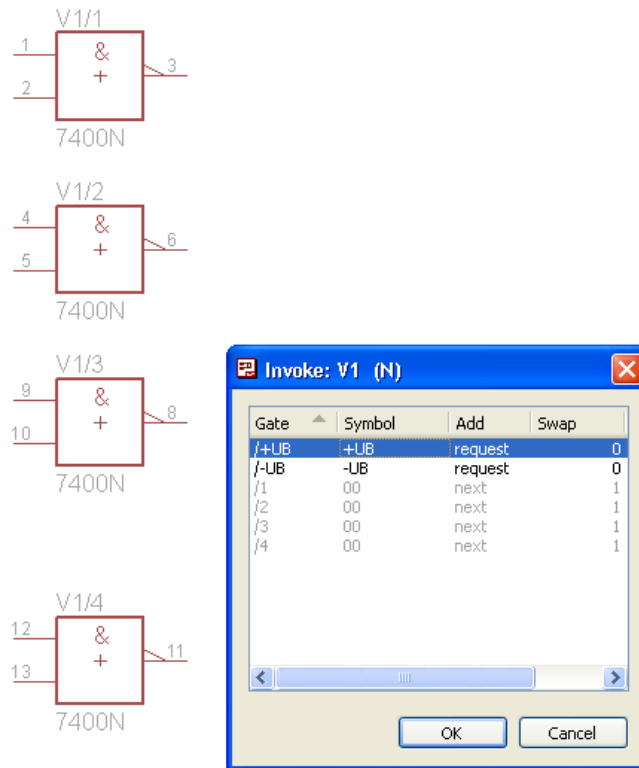 V1/1
1
&
3
+
2
7400N
V1/2
4
&
6
+
5
7400N
V1/3
9
&
8
+
10
7400N
V1/4
12
&
11
+
13
7400N
Invoke: V1 (N)
Gate Symbol Add Swap
/+UB +UB request 0
/-UB -UB request 0
/1 00 next 1
/2 00 next 1
/3 00 next 1
/4 00 next 1
OK Cancel